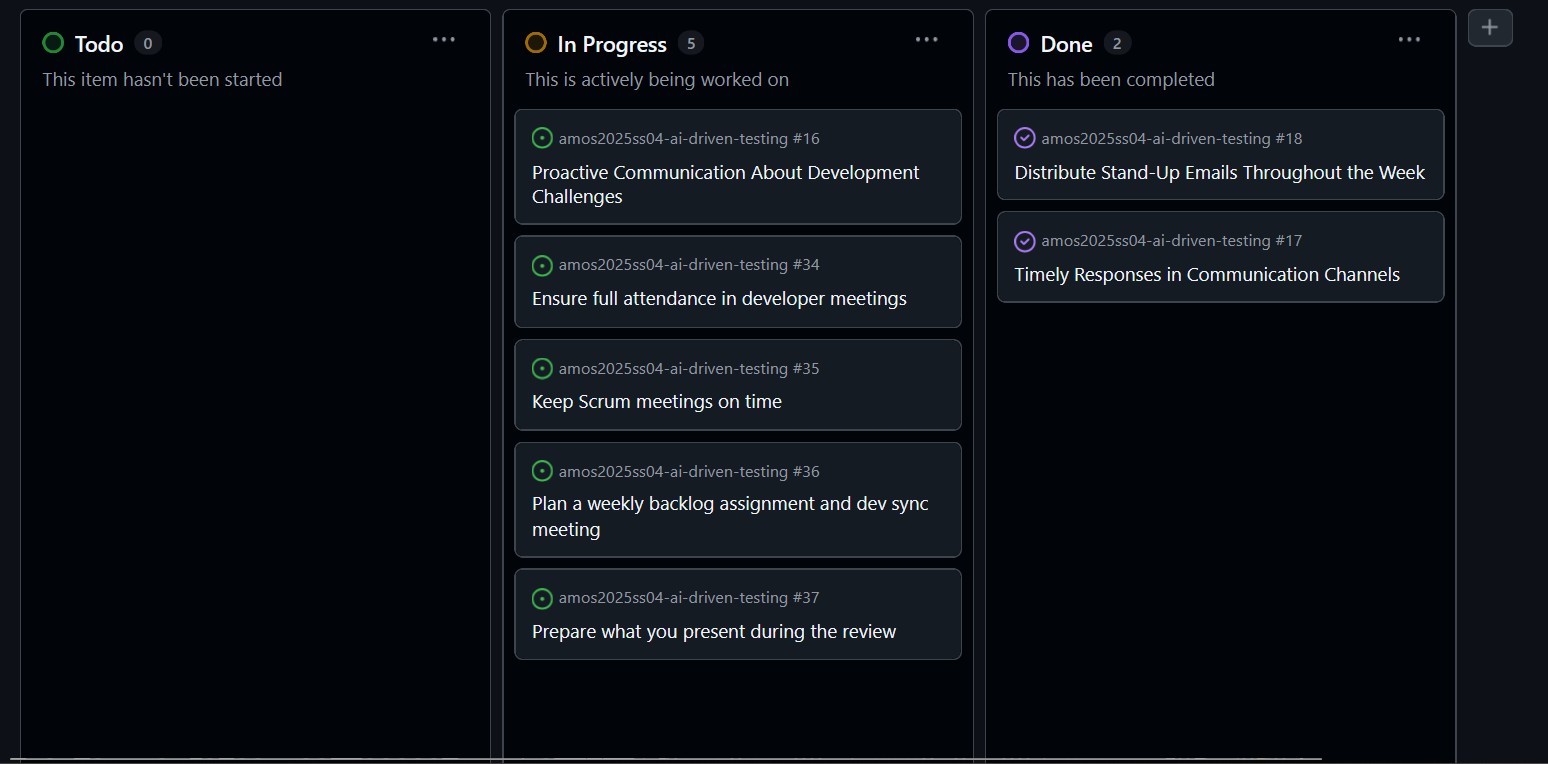 Todo 0
This item hasn't been started
In Progress 5
This is actively being worked on
amos2025ss04-ai-driven-testing #16
Proactive Communication About Development
Challenges
amos2025ss04-ai-driven-testing #34
Ensure full attendance in developer meetings
amos2025ss04-ai-driven-testing #35
Keep Scrum meetings on time
amos2025ss04-ai-driven-testing #36
Plan a weekly backlog assignment and dev sync
meeting
amos2025ss04-ai-driven-testing #37
Prepare what you present during the review
Done 2
This has been completed
amos2025ss04-ai-driven-testing #18
Distribute Stand-Up Emails Throughout the Week
amos2025ss04-ai-driven-testing #17
Timely Responses in Communication Channels